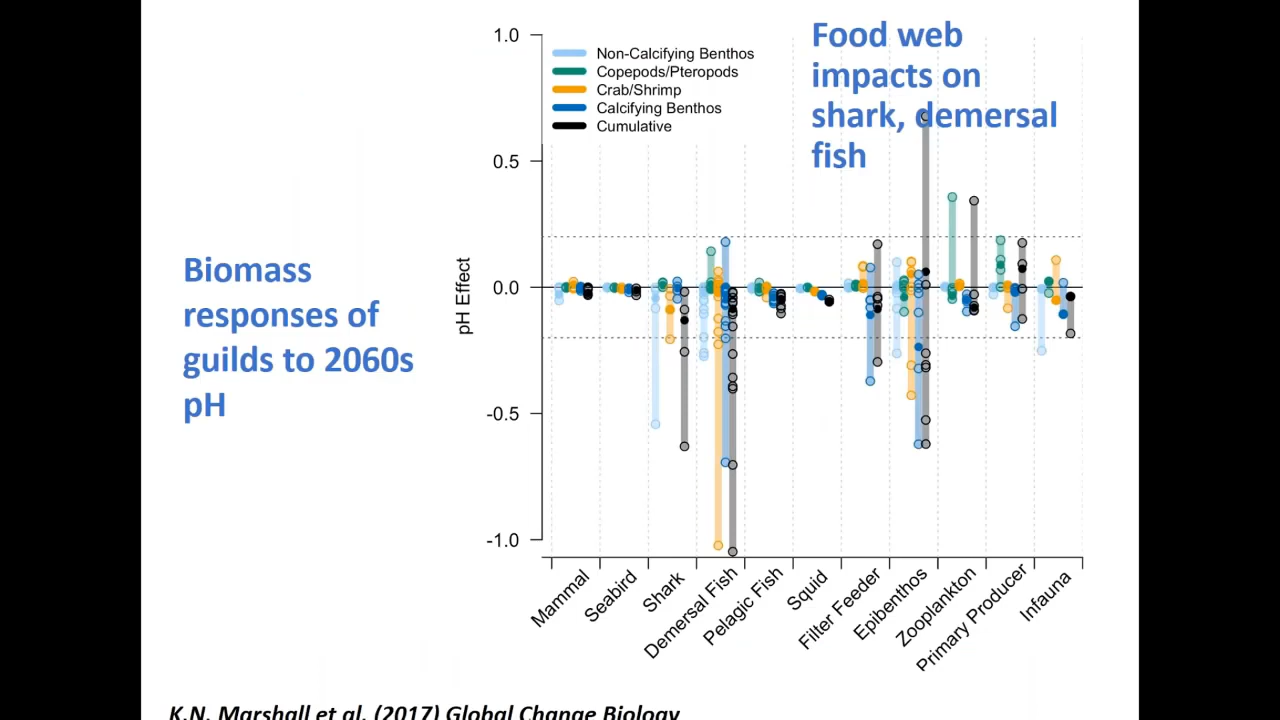 Food web
impacts on
shark, demersal
fish
Biomass
responses of
guilds to 2060s
pH
Non-Calcifying Benthos
Copepods/Pteropods
Crab/Shrimp
Calcifying Benthos
Cumulative
1.0
0.5
0.0
-0.5
-1.0
pH Effect
Mammal
Seabird
Shark
Demersal Fish
Pelagic Fish
Squid
Filter Feeder
Epibenthos
Zooplankton
Primary Producer
Infauna
K.N. Marshall et al. (2017) Global Change Biology